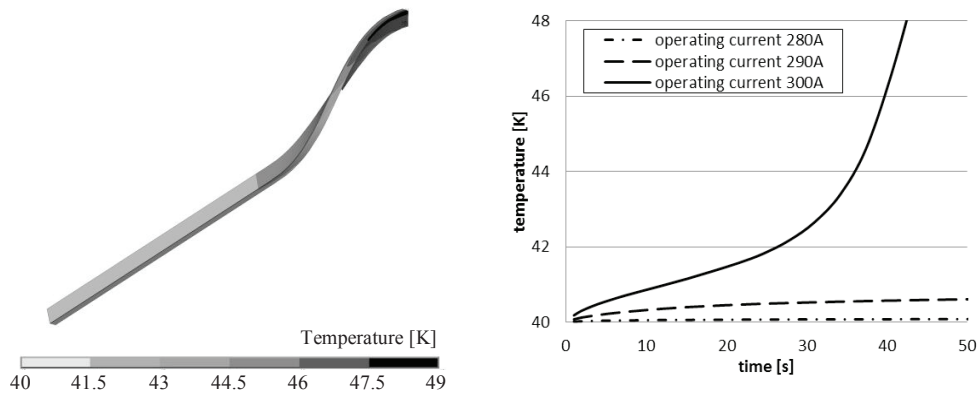 Temperature [K]
40 41.5 43 44.5 46 47.5 49
temperature [K]
48
46
44
42
40
operating current 280A
operating current 290A
operating current 300A
0 10 20 30 40 50
time [s]